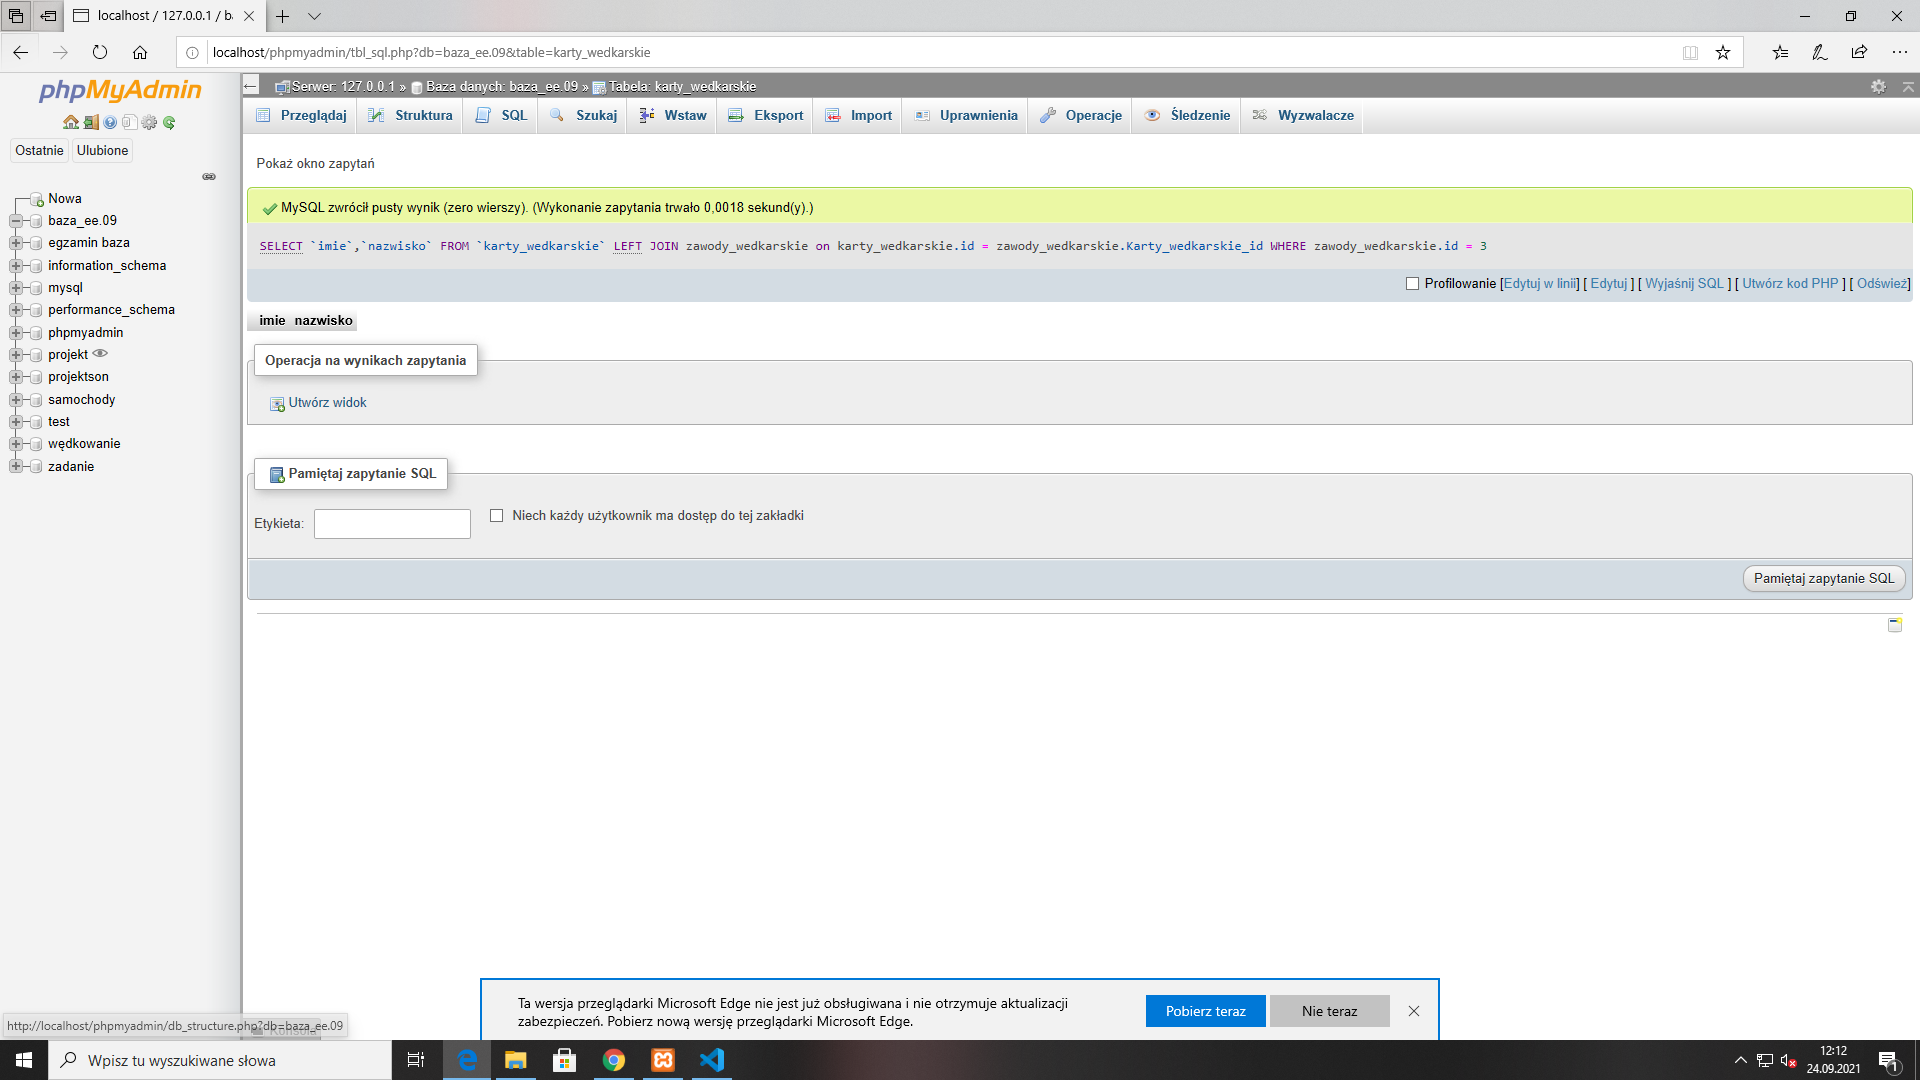 localhost / 127.0.0.1 / ba
localhost/phpmyadmin/tbl_sql.php?db=baza_ee.09&table=karty_wedkarskie
phpMyAdmin
Ostatnie
Ulubione
Nowa
baza_ee.09
egzamin baza
information_schema
mysql
performance_schema
phpmyadmin
projekt
projektson
samochody
test
wędkowanie
zadanie
Serwer: 127.0.0.1 » Baza danych: baza_ee.09 » Tabela: karty_wedkarskie
Przeglądaj Struktura SQL Szukaj Wstaw Eksport Import Uprawnienia Operacje Śledzenie Wyzwalacze
Pokaż okno zapytań
MySQL zwrócił pusty wynik (zero wierszy). (Wykonanie zapytania trwało 0,0018 sekund(y).)
SELECT `imie`,`nazwisko` FROM `karty_wedkarskie` LEFT JOIN zawody_wedkarskie on karty_wedkarskie.id = zawody_wedkarskie.Karty_wedkarskie_id WHERE zawody_wedkarskie.id = 3
Profilowanie [Edytuj w linii] [ Edytuj ] [ Wyjaśnij SQL ] [ Utwórz kod PHP ] [ Odśwież]
imie nazwisko
Operacja na wynikach zapytania
Utwórz widok
Pamiętaj zapytanie SQL
Etykieta:
Niech każdy użytkownik ma dostęp do tej zakładki
Pamiętaj zapytanie SQL
Ta wersja przeglądarki Microsoft Edge nie jest już obsługiwana i nie otrzymuje aktualizacji
zabezpieczeń. Pobierz nową wersję przeglądarki Microsoft Edge.
Pobierz teraz
Nie teraz
http://localhost/phpmyadmin/db_structure.php?db=baza_ee.09
Konsola
Wpisz tu wyszukiwane słowa
12:12
24.09.2021
1